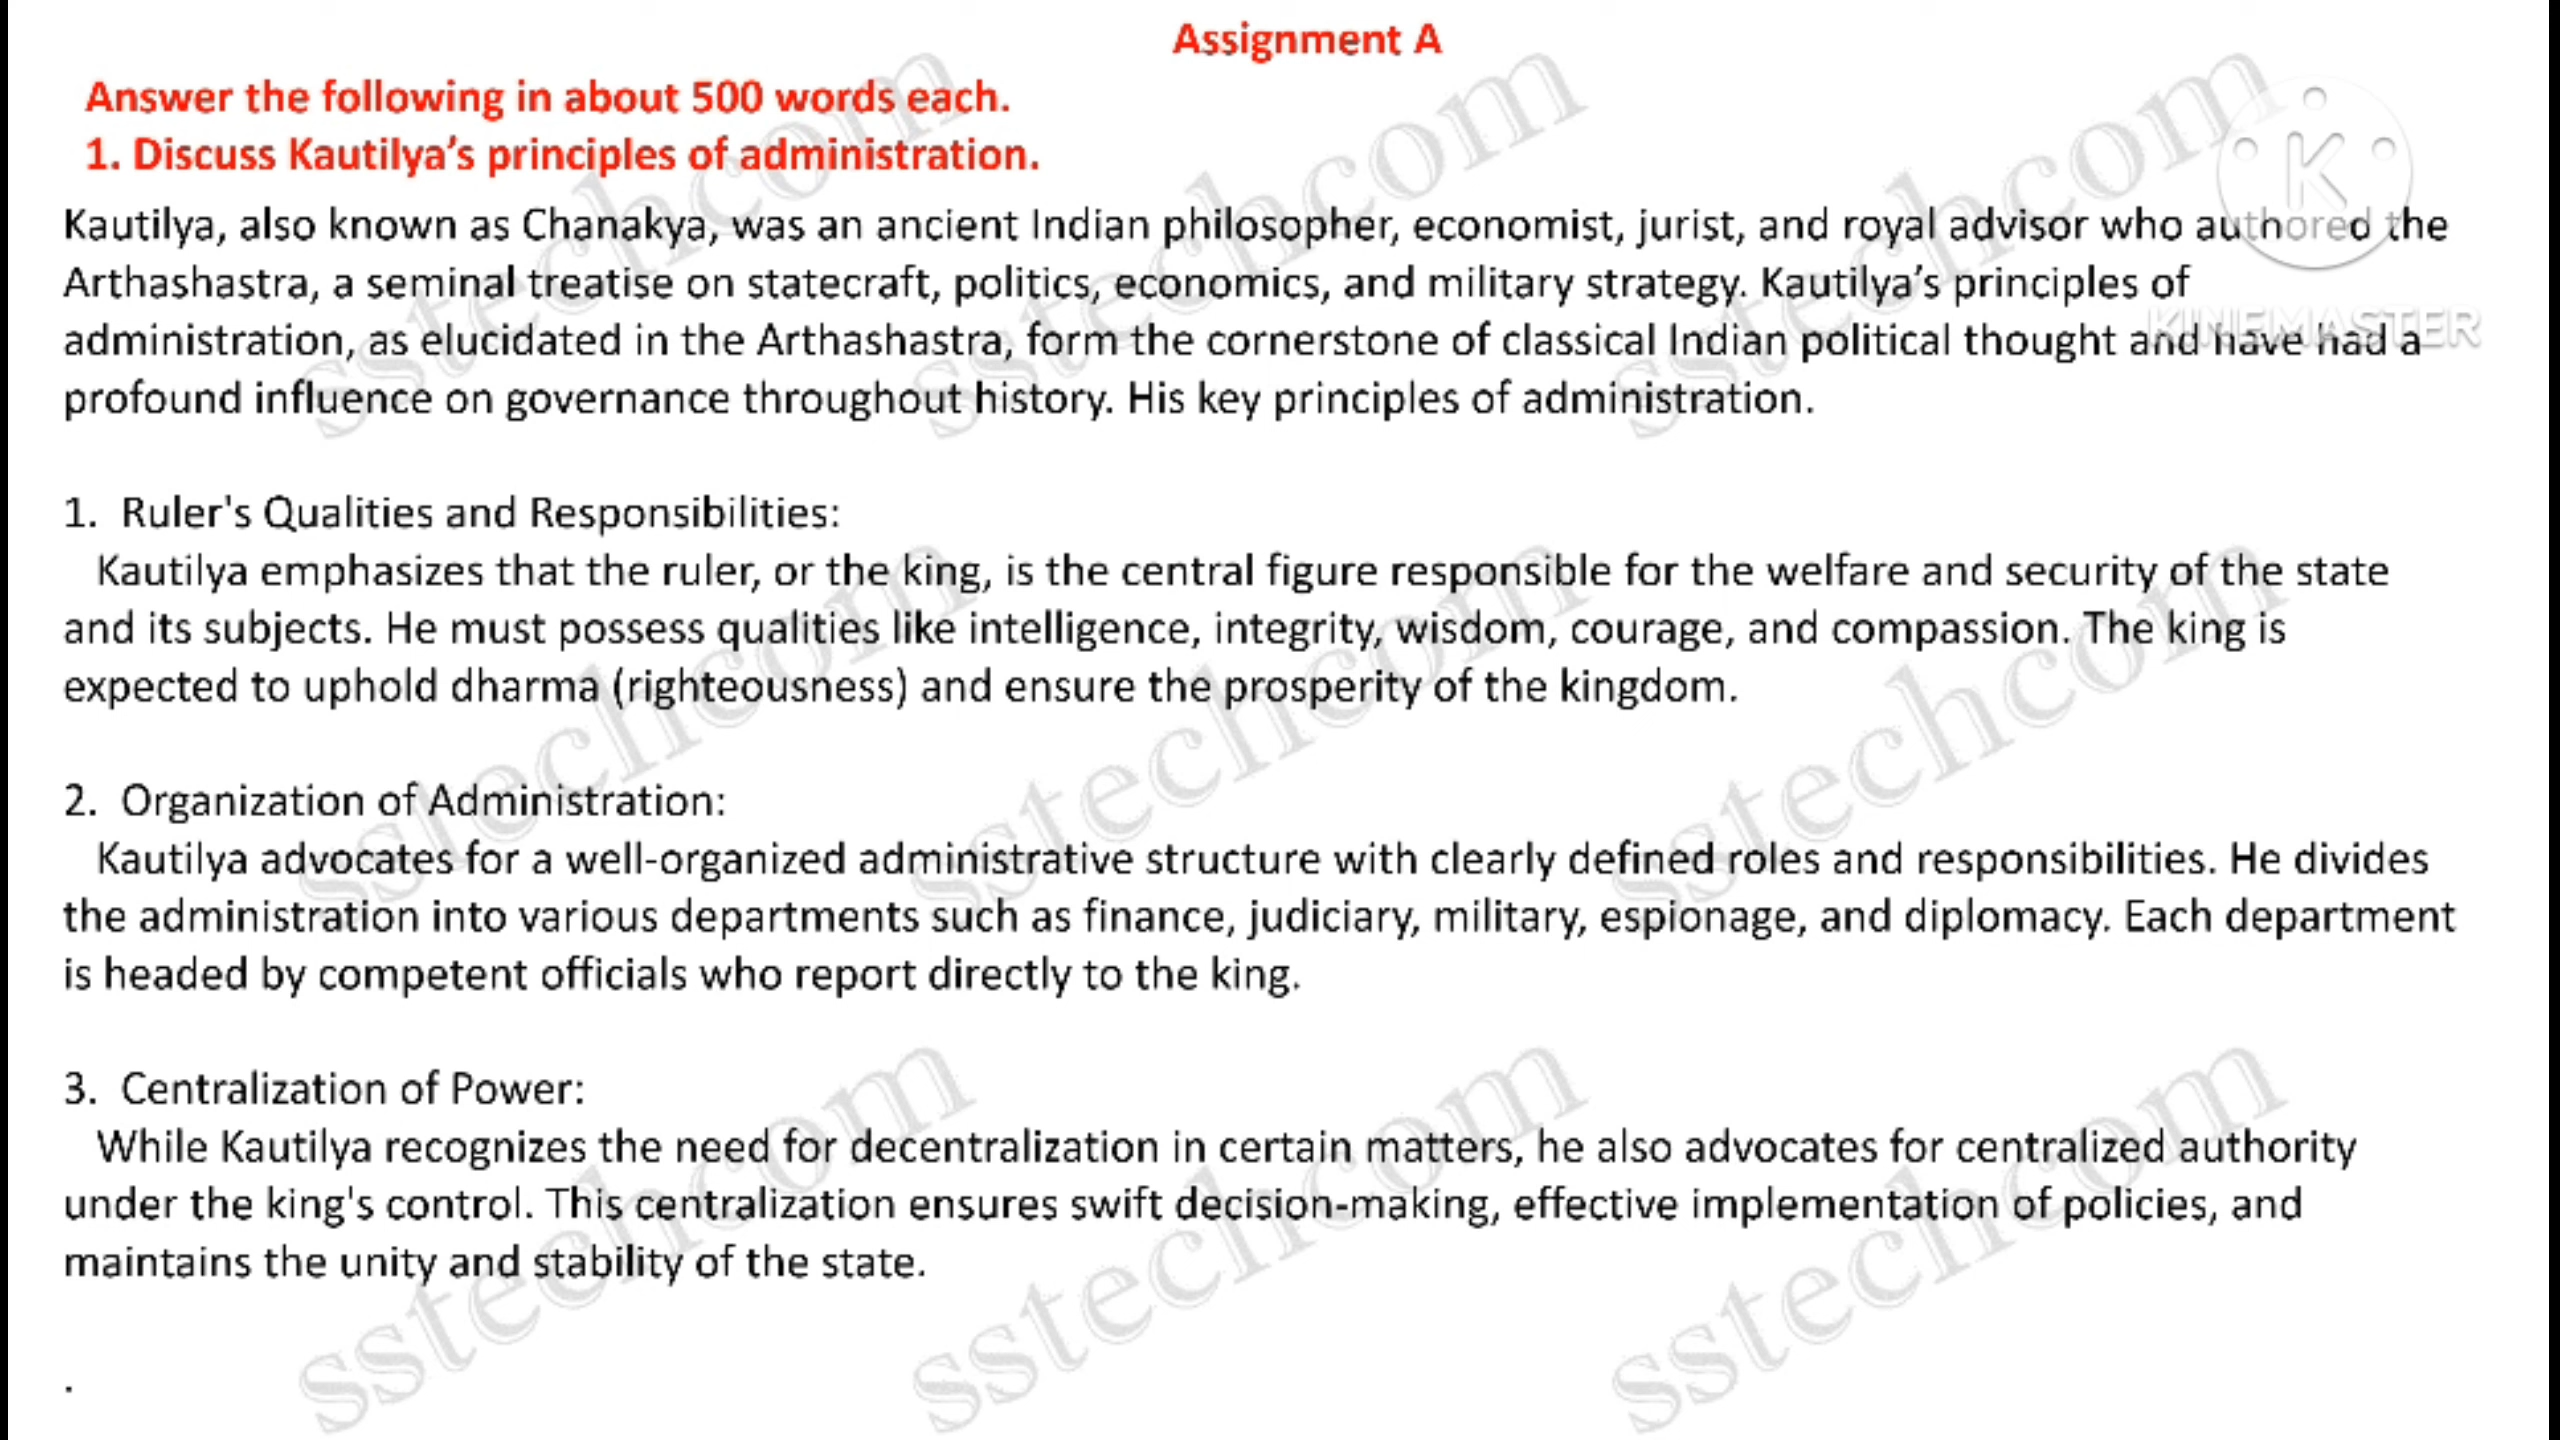 Assignment A
Answer the following in about 500 words each.
1. Discuss Kautilya’s principles of administration.
Kautilya, also known as Chanakya, was an ancient Indian philosopher, economist, jurist, and royal advisor who authored the
Arthashastra, a seminal treatise on statecraft, politics, economics, and military strategy. Kautilya’s principles of
administration, as elucidated in the Arthashastra, form the cornerstone of classical Indian political thought and have had a
profound influence on governance throughout history. His key principles of administration.
1. Ruler's Qualities and Responsibilities:
Kautilya emphasizes that the ruler, or the king, is the central figure responsible for the welfare and security of the state
and its subjects. He must possess qualities like intelligence, integrity, wisdom, courage, and compassion. The king is
expected to uphold dharma (righteousness) and ensure the prosperity of the kingdom.
2. Organization of Administration:
Kautilya advocates for a well-organized administrative structure with clearly defined roles and responsibilities. He divides
the administration into various departments such as finance, judiciary, military, espionage, and diplomacy. Each department
is headed by competent officials who report directly to the king.
3. Centralization of Power:
While Kautilya recognizes the need for decentralization in certain matters, he also advocates for centralized authority
under the king's control. This centralization ensures swift decision-making, effective implementation of policies, and
maintains the unity and stability of the state.
.
K
KINEMASTER
sstechcom
sstechcom
sstechcom
sstechcom
sstechcom
sstechcom
sstechcom
sstechcom
sstechcom